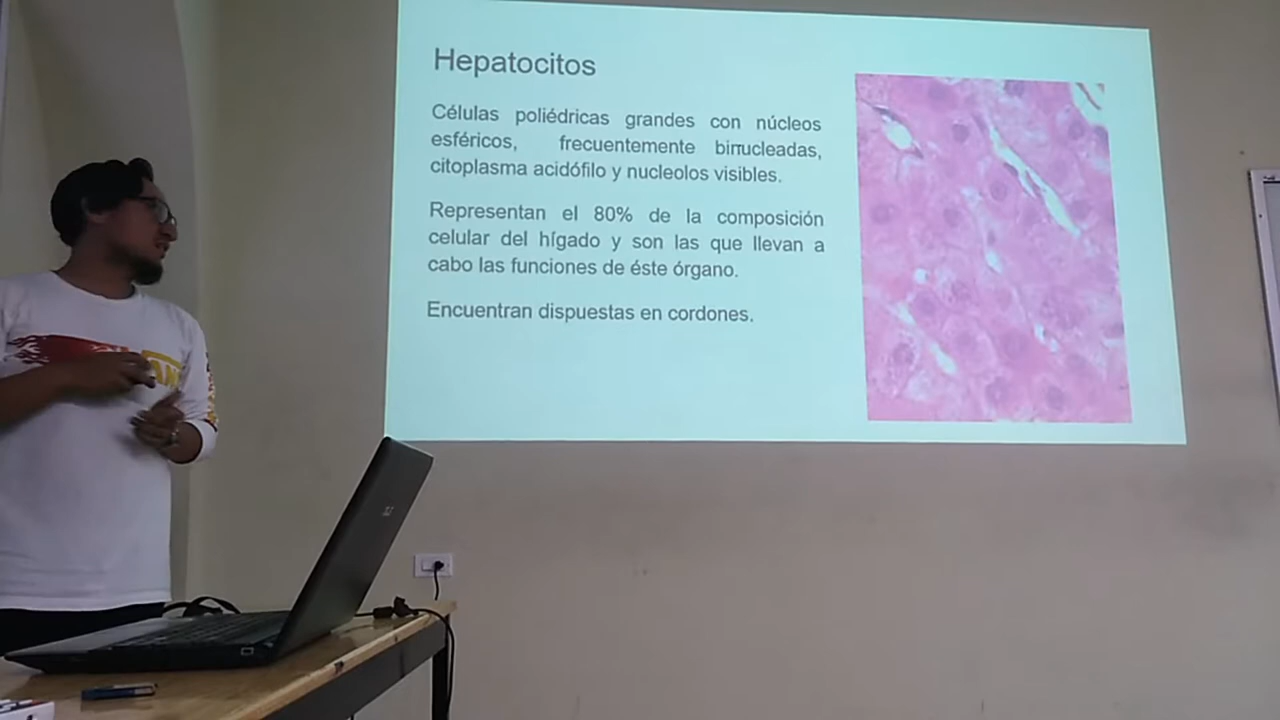 Hepatocitos
Células poliédricas grandes con núcleos
esféricos, frecuentemente binucleadas,
citoplasma acidófilo y nucleolos visibles.
Representan el 80% de la composición
celular del hígado y son las que llevan a
cabo las funciones de éste órgano.
Encuentran dispuestas en cordones.